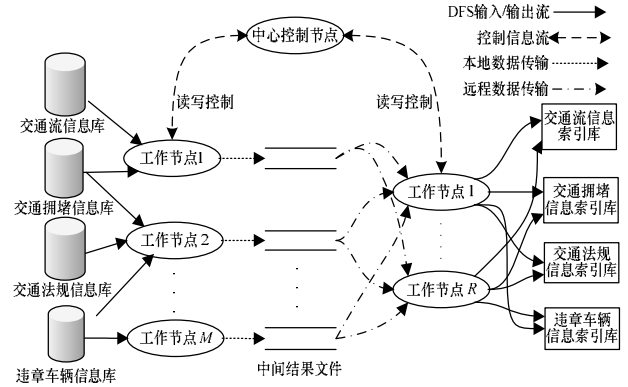 DFS输入/输出流
控制信息流
本地数据传输
远程数据传输
中心控制节点
读写控制
读写控制
交通流信息库
交通拥堵信息库
交通法规信息库
违章车辆信息库
工作节点1
工作节点2
工作节点M
中间结果文件
工作节点1
工作节点R
交通流信息
索引库
交通拥堵
信息索引库
交通法规
信息索引库
违章车辆
信息索引库